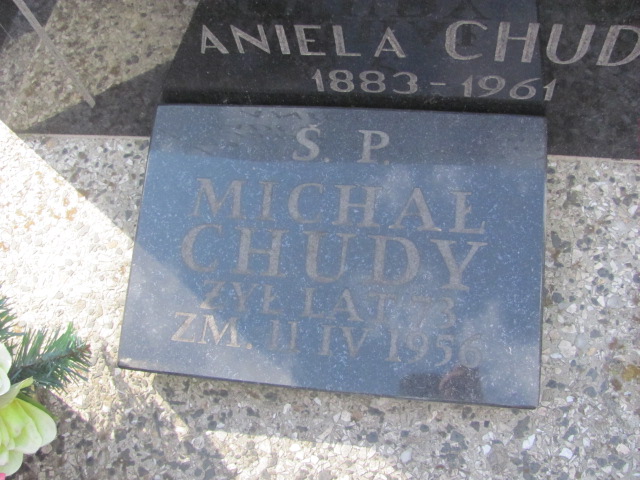 ANIELA CHUD
1883-1961
Ś. P.
MICHAŁ
CHUDY
ŻYŁ LAT 73
ZM. 11 IV 1956